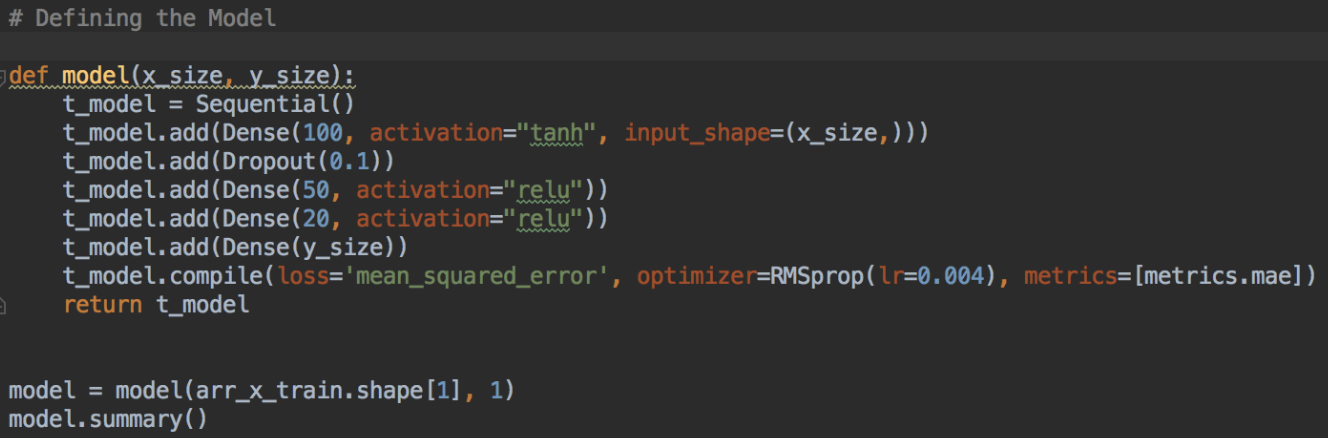 # Defining the Model
def model(x_size, y_size):
    t_model = Sequential()
    t_model.add(Dense(100, activation="tanh", input_shape=(x_size,)))
    t_model.add(Dropout(0.1))
    t_model.add(Dense(50, activation="relu"))
    t_model.add(Dense(20, activation="relu"))
    t_model.add(Dense(y_size))
    t_model.compile(loss='mean_squared_error', optimizer=RMSprop(lr=0.004), metrics=[metrics.mae])
    return t_model
model = model(arr_x_train.shape[1], 1)
model.summary()